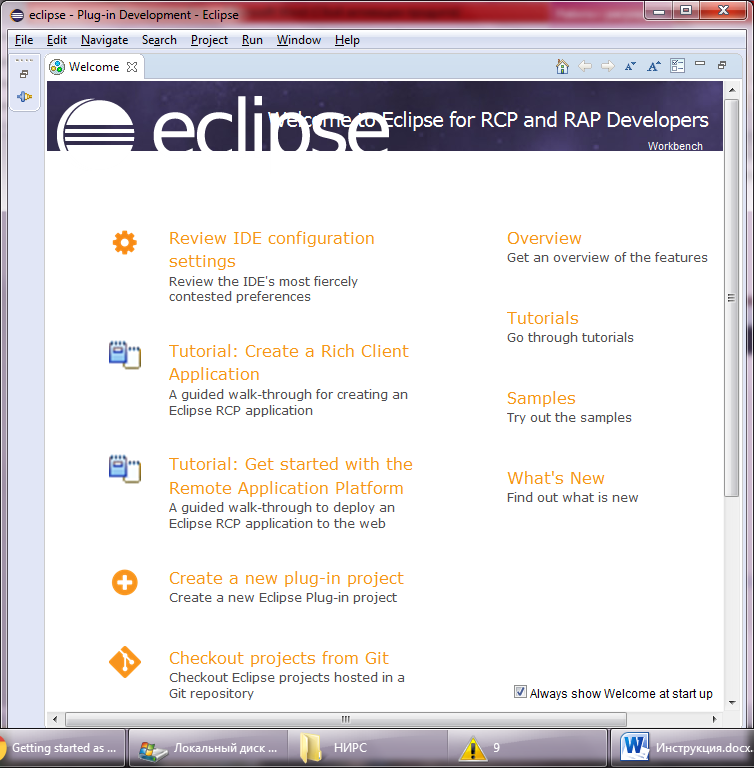 eclipse - Plug-in Development - Eclipse
File Edit Navigate Search Project Run Window Help
Welcome
eclipse
Welcome to Eclipse for RCP and RAP Developers
Workbench
Review IDE configuration
settings
Review the IDE's most fiercely
contested preferences
Tutorial: Create a Rich Client
Application
A guided walk-through for creating an
Eclipse RCP application
Tutorial: Get started with the
Remote Application Platform
A guided walk-through to deploy an
Eclipse RCP application to the web
Create a new plug-in project
Create a new Eclipse Plug-in project
Checkout projects from Git
Checkout Eclipse projects hosted in a
Git repository
Overview
Get an overview of the features
Tutorials
Go through tutorials
Samples
Try out the samples
What's New
Find out what is new
Always show Welcome at start up
Getting started as ...
Локальный диск ...
НИРС
9
Инструкция.docx.